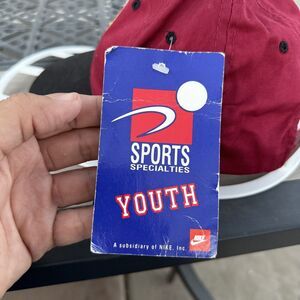 SPORTS
SPECIALTIES
YOUTH
A subsidiary of NIKE, Inc.
NIKE